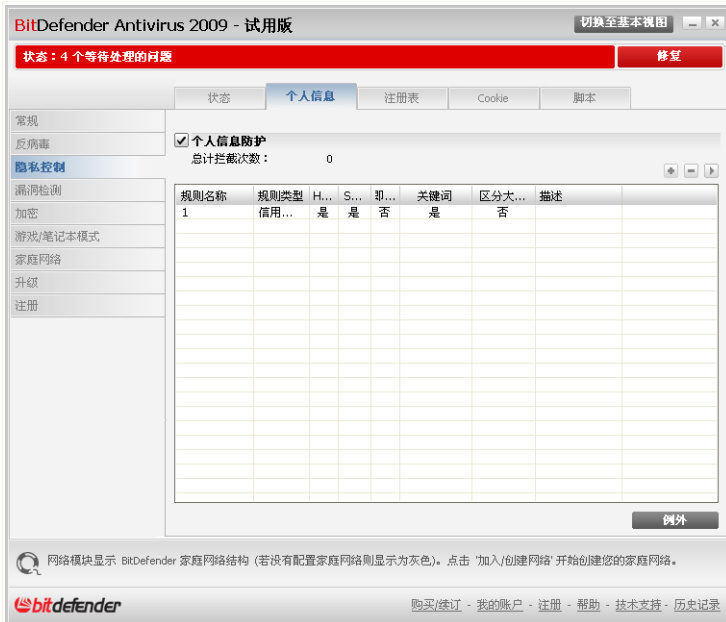 BitDefender Antivirus 2009 - 试用版
切换至基本视图
状态：4 个等待处理的问题
修复
状态 个人信息 注册表 Cookie 脚本
常规
反病毒
隐私控制
漏洞检测
加密
游戏/笔记本模式
家庭网络
升级
注册
个人信息防护
总计拦截次数： 0
规则名称 规则类型 H... S... 即... 关键词 区分大... 描述
1 信用... 是 是 否 是 否
例外
网络模块显示 BitDefender 家庭网络结构 (若没有配置家庭网络则显示为灰色)。点击 '加入/创建网络' 开始创建您的家庭网络。
bitdefender
购买/续订 - 我的账户 - 注册 - 帮助 - 技术支持 - 历史记录